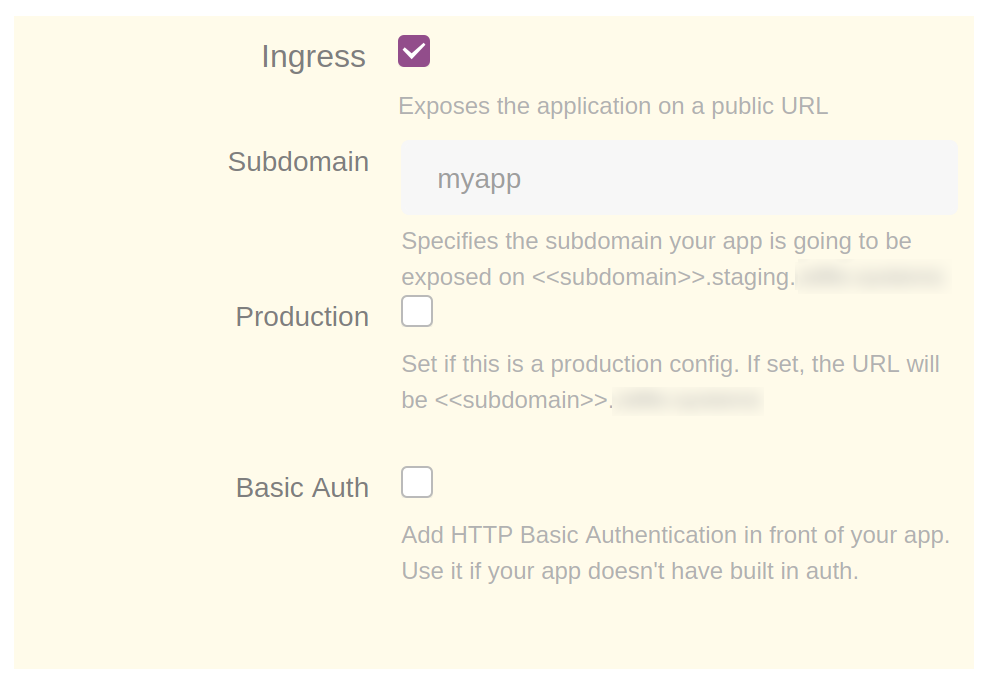 Ingress
Exposes the application on a public URL
Subdomain
myapp
Specifies the subdomain your app is going to be
exposed on <<subdomain>>.staging.
Production
Set if this is a production config. If set, the URL will
be <<subdomain>>.
Basic Auth
Add HTTP Basic Authentication in front of your app.
Use it if your app doesn't have built in auth.